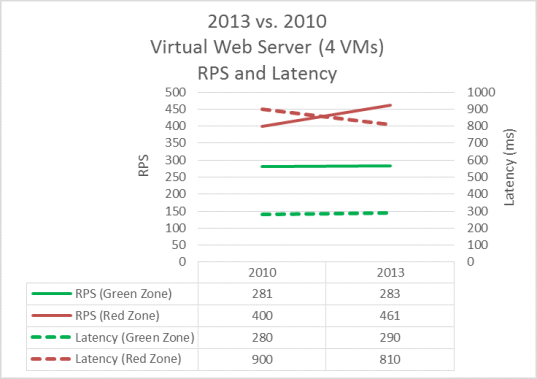 2013 vs. 2010
Virtual Web Server (4 VMs)
RPS and Latency
500 1000
450 900
400 800
350 700
300 600
250 500
200 400
150 300
100 200
50 100
0 0
RPS
Latency (ms)
2010 2013
RPS (Green Zone) 281 283
RPS (Red Zone) 400 461
Latency (Green Zone) 280 290
Latency (Red Zone) 900 810